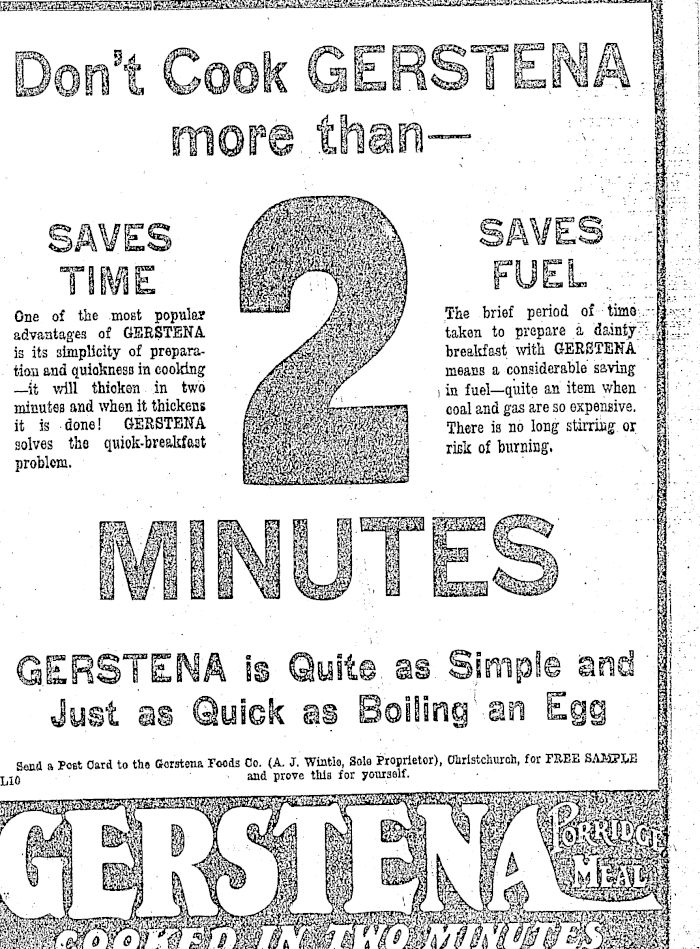 Don't Cook GERSTENA
more than—
2
MINUTES
SAVES
TIME
One of the most popular
advantages of GERSTENA
is its simplicity of prepara-
tion and quickness in cooking
—it will thicken in two
minutes and when it thickens
it is done! GERSTENA
solves the quick-breakfast
problem.
SAVES
FUEL
The brief period of time
taken to prepare a dainty
breakfast with GERSTENA
means a considerable saving
in fuel—quite an item when
coal and gas are so expensive.
There is no long stirring or
risk of burning.
GERSTENA is Quite as Simple and
Just as Quick as Boiling an Egg
Send a Post Card to the Gerstena Foods Co. (A. J. Wintle, Sole Proprietor), Christchurch, for FREE SAMPLE
L10 and prove this for yourself.
GERSTENA PORRIDGE
MEAL
COOKED IN TWO MINUTES